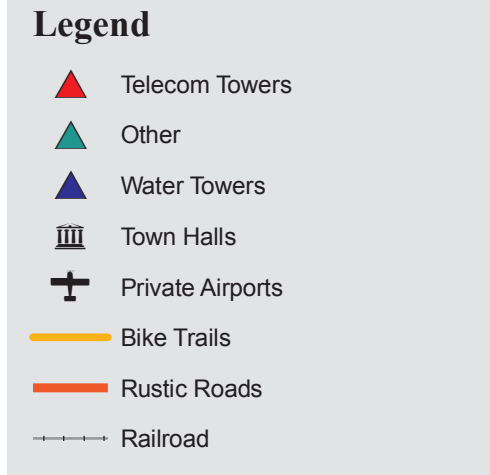 Legend
Telecom Towers
Other
Water Towers
Town Halls
Private Airports
Bike Trails
Rustic Roads
Railroad